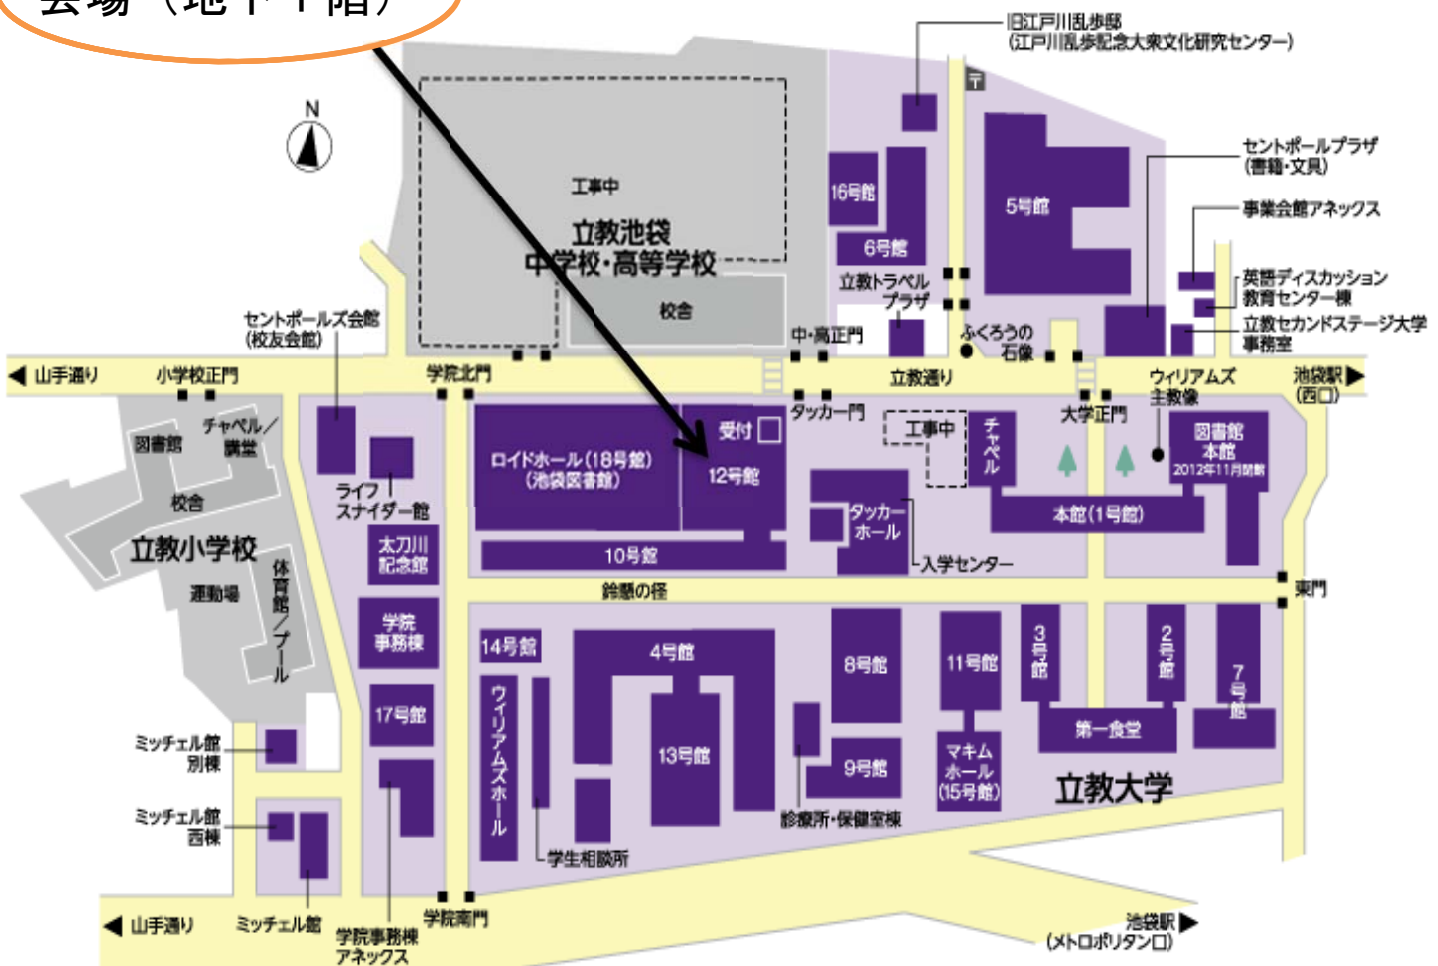 会場（地下１階）
旧江戸川乱歩邸
(江戸川乱歩記念大衆文化研究センター)
〒
N
セントポールプラザ
(書籍・文具)
工事中
16号館
5号館
事業会館アネックス
立教池袋
中学校・高等学校
6号館
英語ディスカッション
教育センター棟
立教トラベル
プラザ
校舎
セントポールズ会館
(校友会館)
中・高正門
ふくろうの
石像
立教セカンドステージ大学
事務室
山手通り
小学校正門
学院北門
立教通り
ウィリアムズ
主教像
池袋駅
(西口)
タッカー門
大学正門
図書館
チャペル／
講堂
受付
工事中
チャペル
図書館
本館
2012年11月閉館
ロイドホール(18号館)
(池袋図書館)
12号館
校舎
ライフ
スナイダー館
タッカー
ホール
本館(1号館)
立教小学校
太刀川
記念館
10号館
入学センター
運動場
体育館／プール
鈴懸の径
東門
学院
事務棟
14号館
4号館
8号館
11号館
3号館
2号館
7号館
17号館
ウィリアムズホール
第一食堂
ミッチェル館
別棟
13号館
9号館
マキム
ホール
(15号館)
立教大学
ミッチェル館
西棟
診療所・保健室棟
学生相談所
山手通り
ミッチェル館
学院事務棟
アネックス
学院南門
池袋駅
(メトロポリタン口)